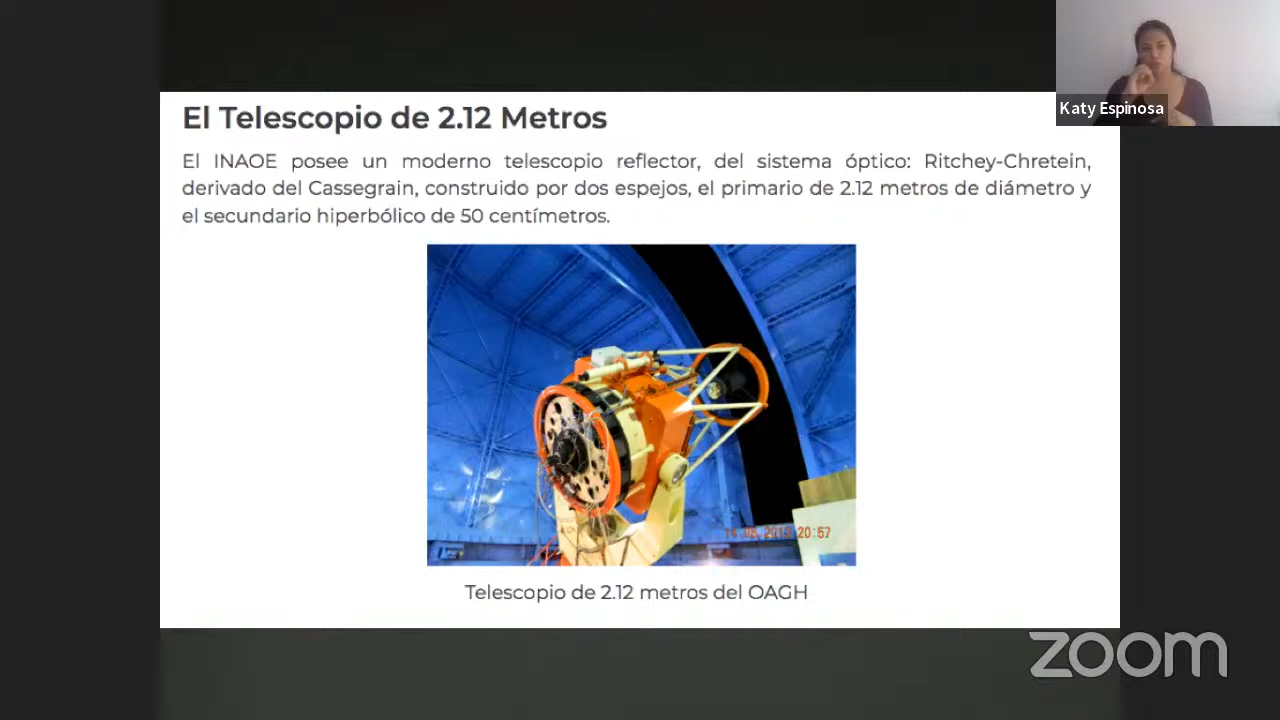 Katy Espinosa
El Telescopio de 2.12 Metros
El INAOE posee un moderno telescopio reflector, del sistema óptico: Ritchey-Chretein,
derivado del Cassegrain, construido por dos espejos, el primario de 2.12 metros de diámetro y
el secundario hiperbólico de 50 centímetros.
20:57
Telescopio de 2.12 metros del OAGH
zoom